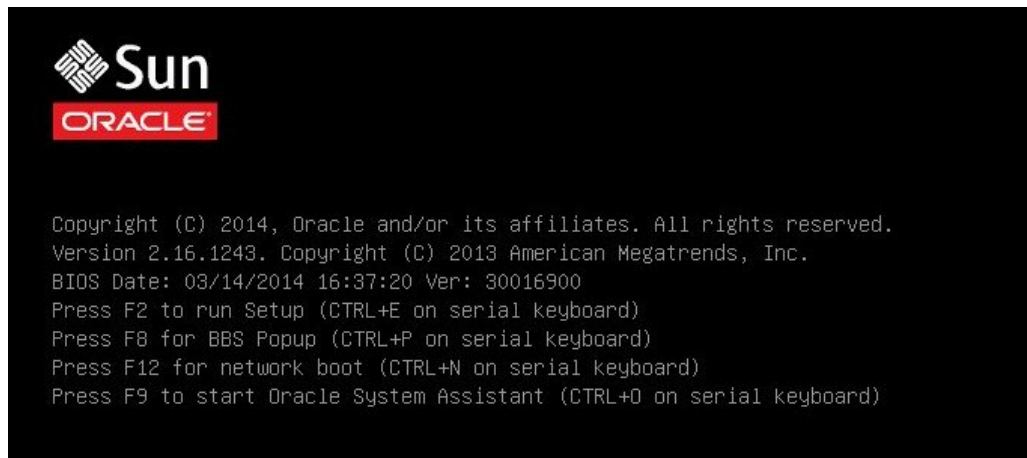 Sun
ORACLE
Copyright (C) 2014, Oracle and/or its affiliates. All rights reserved.
Version 2.16.1243. Copyright (C) 2013 American Megatrends, Inc.
BIOS Date: 03/14/2014 16:37:20 Ver: 30016900
Press F2 to run Setup (CTRL+E on serial keyboard)
Press F8 for BBS Popup (CTRL+P on serial keyboard)
Press F12 for network boot (CTRL+N on serial keyboard)
Press F9 to start Oracle System Assistant (CTRL+O on serial keyboard)